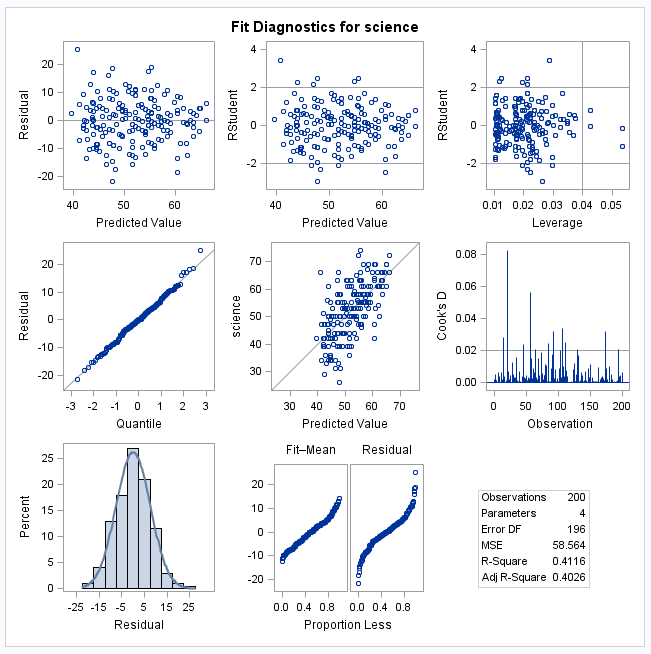 Fit Diagnostics for science
Residual
20
10
0
-10
-20
40 50 60
Predicted Value
RStudent
4
2
0
-2
40 50 60
Predicted Value
RStudent
4
2
0
-2
0.01 0.02 0.03 0.04 0.05
Leverage
Residual
20
10
0
-10
-20
-3 -2 -1 0 1 2 3
Quantile
science
70
60
50
40
30
30 40 50 60 70
Predicted Value
Cook's D
0.08
0.06
0.04
0.02
0.00
0 50 100 150 200
Observation
Percent
25
20
15
10
5
0
-25 -15 -5 5 15 25
Residual
Fit–Mean Residual
20
10
0
-10
-20
0.0 0.4 0.8 0.0 0.4 0.8
Proportion Less
Observations 200
Parameters 4
Error DF 196
MSE 58.564
R-Square 0.4116
Adj R-Square 0.4026